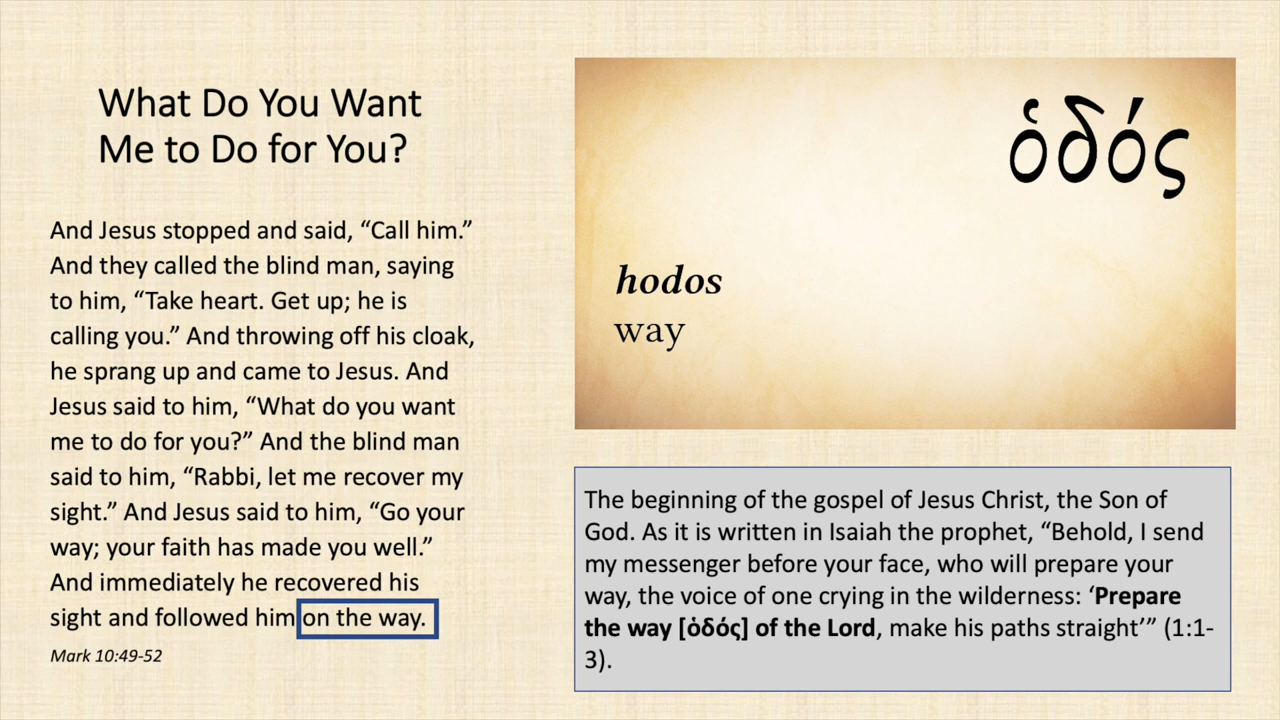 What Do You Want
Me to Do for You?
And Jesus stopped and said, “Call him.”
And they called the blind man, saying
to him, “Take heart. Get up; he is
calling you.” And throwing off his cloak,
he sprang up and came to Jesus. And
Jesus said to him, “What do you want
me to do for you?” And the blind man
said to him, “Rabbi, let me recover my
sight.” And Jesus said to him, “Go your
way; your faith has made you well.”
And immediately he recovered his
sight and followed him on the way.
Mark 10:49-52
ὁδός
hodos
way
The beginning of the gospel of Jesus Christ, the Son of
God. As it is written in Isaiah the prophet, “Behold, I send
my messenger before your face, who will prepare your
way, the voice of one crying in the wilderness: ‘Prepare
the way [ὁδός] of the Lord, make his paths straight’” (1:1-
3).